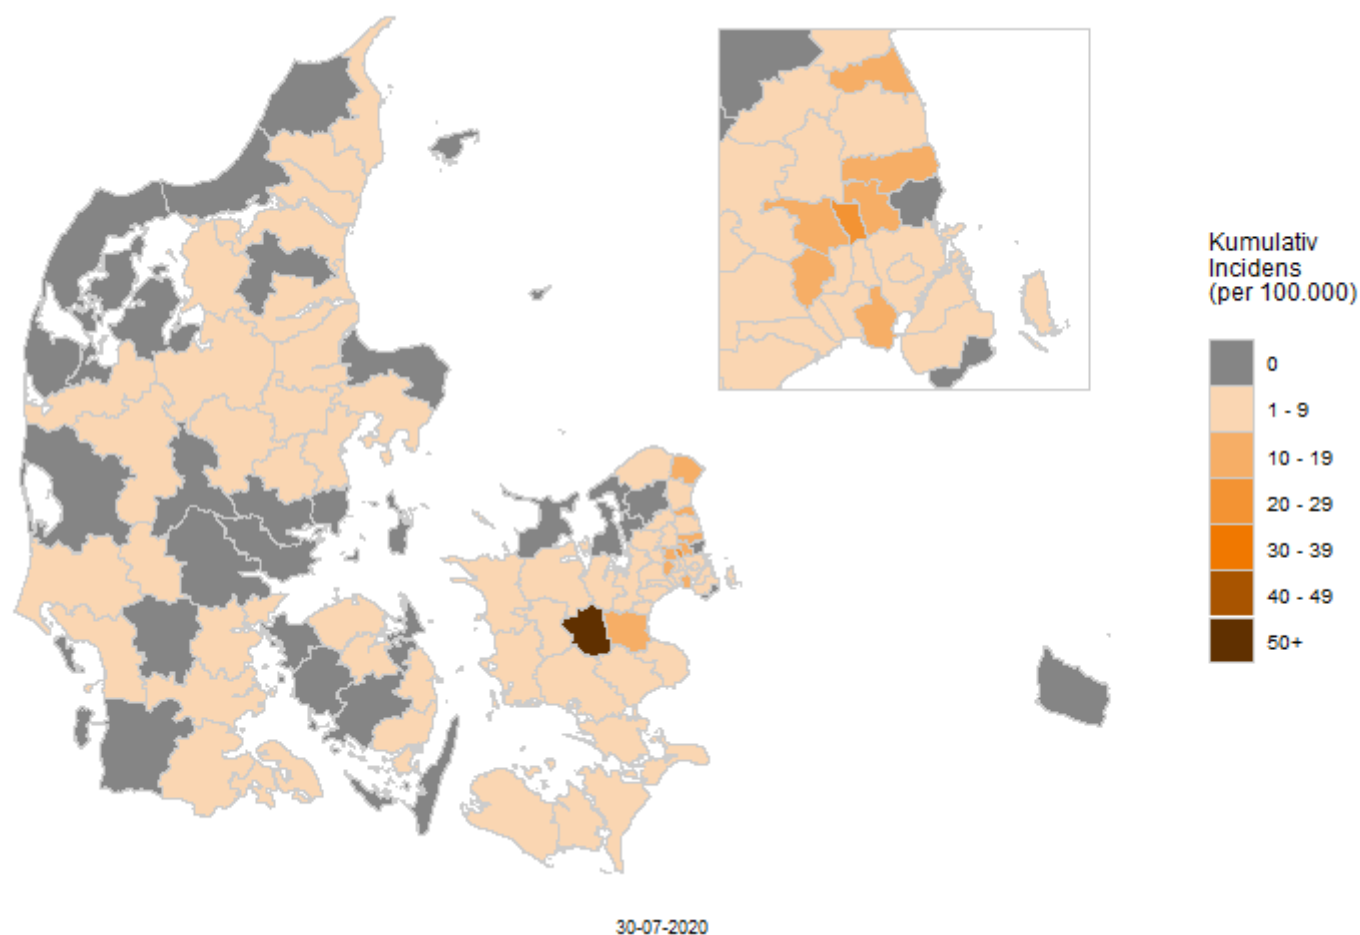 Kumulativ
Incidens
(per 100.000)
0
1 - 9
10 - 19
20 - 29
30 - 39
40 - 49
50+
30-07-2020